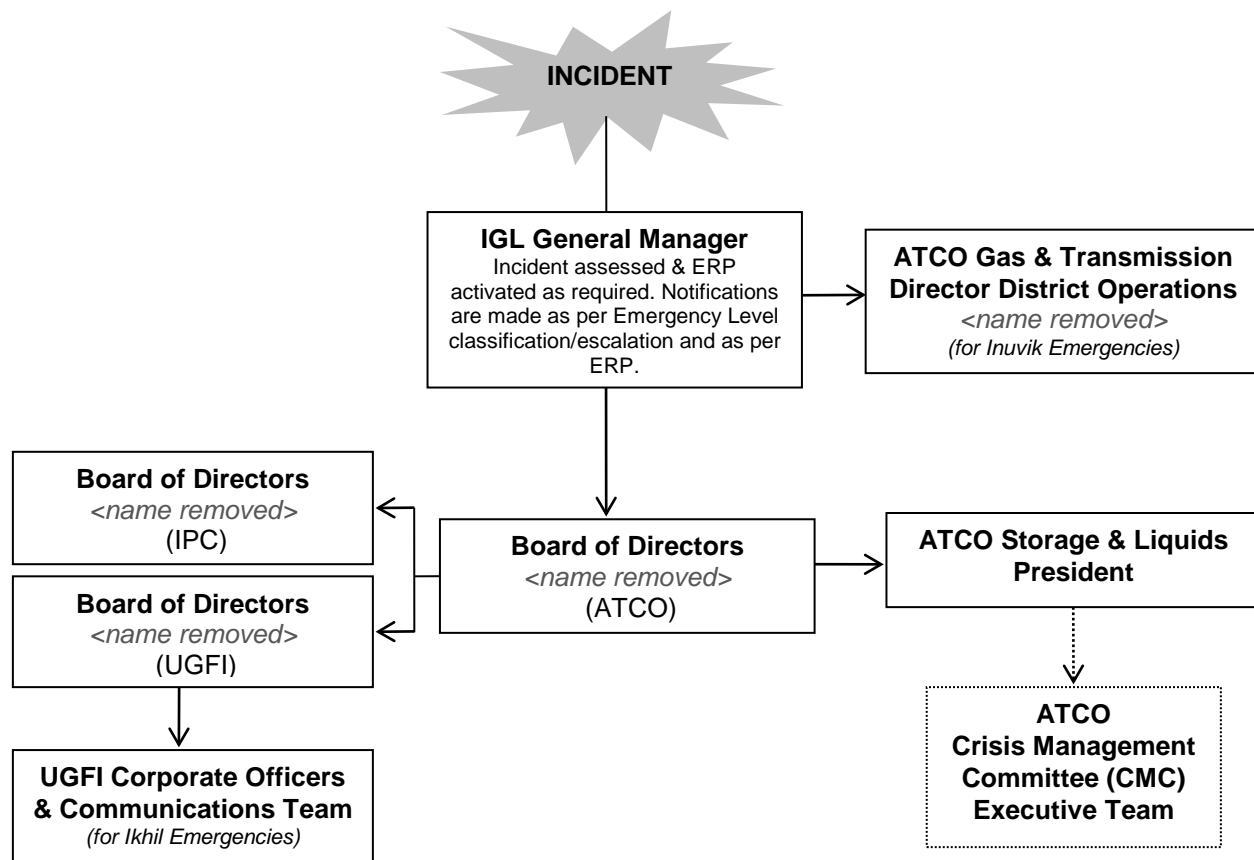 INCIDENT
IGL General Manager
Incident assessed & ERP
activated as required. Notifications
are made as per Emergency Level
classification/escalation and as per
ERP.
ATCO Gas & Transmission
Director District Operations
<name removed>
(for Inuvik Emergencies)
Board of Directors
<name removed>
(IPC)
Board of Directors
<name removed>
(UGFI)
Board of Directors
<name removed>
(ATCO)
ATCO Storage & Liquids
President
UGFI Corporate Officers
& Communications Team
(for Ikhil Emergencies)
ATCO
Crisis Management
Committee (CMC)
Executive Team